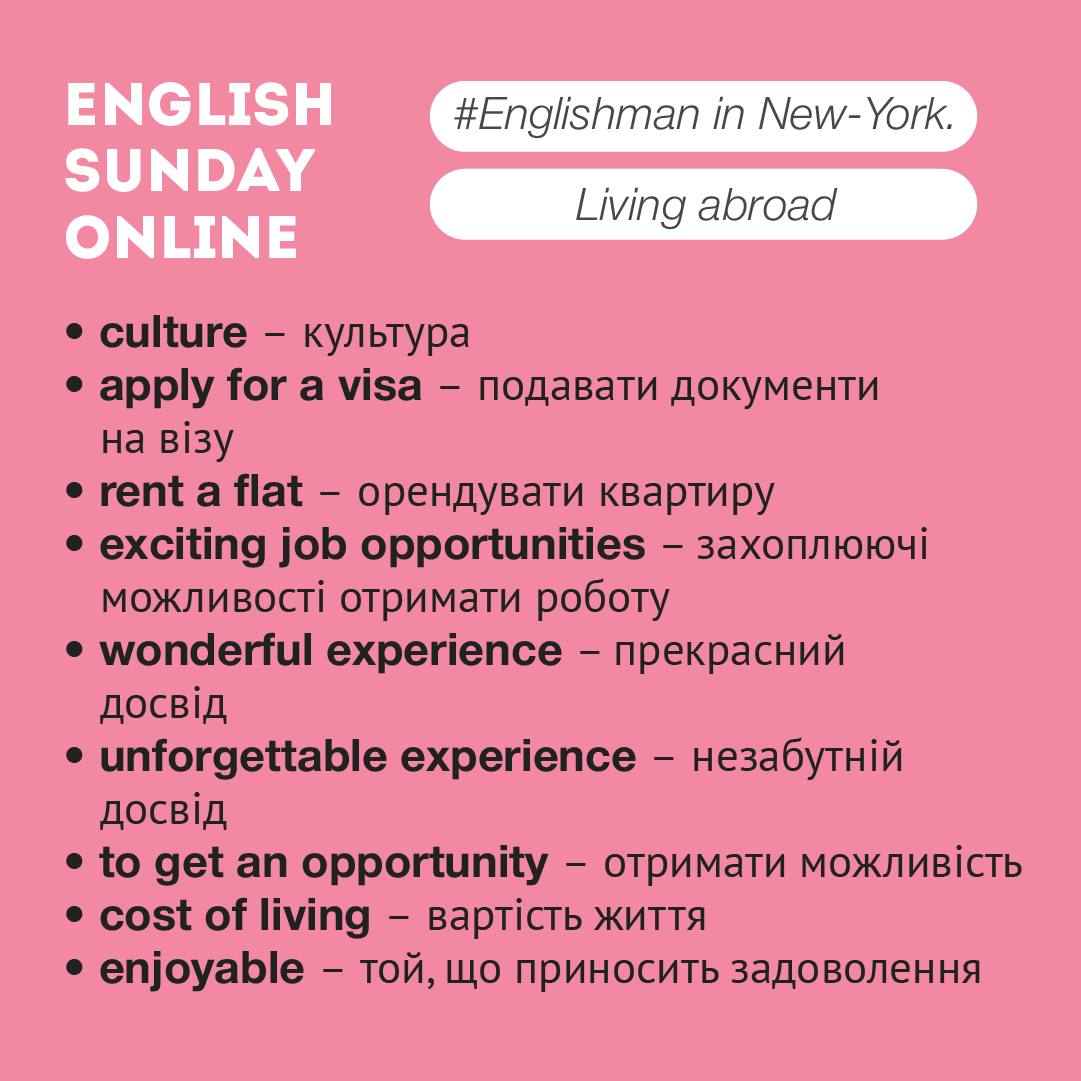 ENGLISH
SUNDAY
ONLINE
#Englishman in New-York.
Living abroad
• culture – культура
• apply for a visa – подавати документи
на візу
• rent a flat – орендувати квартиру
• exciting job opportunities – захоплюючі
можливості отримати роботу
• wonderful experience – прекрасний
досвід
• unforgettable experience – незабутній
досвід
• to get an opportunity – отримати можливість
• cost of living – вартість життя
• enjoyable – той, що приносить задоволення